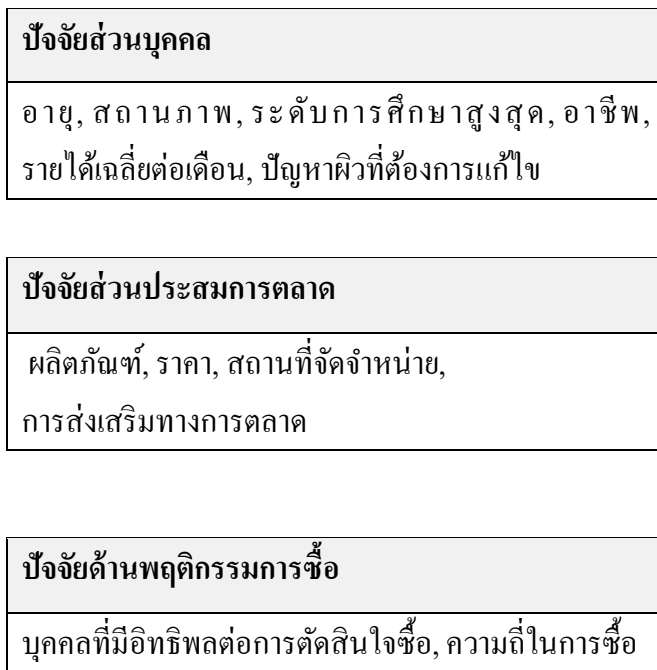 ปัจจัยส่วนบุคคล
อายุ, สถานภาพ, ระดับการศึกษาสูงสุด, อาชีพ,
รายได้เฉลี่ยต่อเดือน, ปัญหาผิวที่ต้องการแก้ไข
ปัจจัยส่วนประสมการตลาด
ผลิตภัณฑ์, ราคา, สถานที่จัดจำหน่าย,
การส่งเสริมทางการตลาด
ปัจจัยด้านพฤติกรรมการซื้อ
บุคคลที่มีอิทธิพลต่อการตัดสินใจซื้อ, ความถี่ในการซื้อ